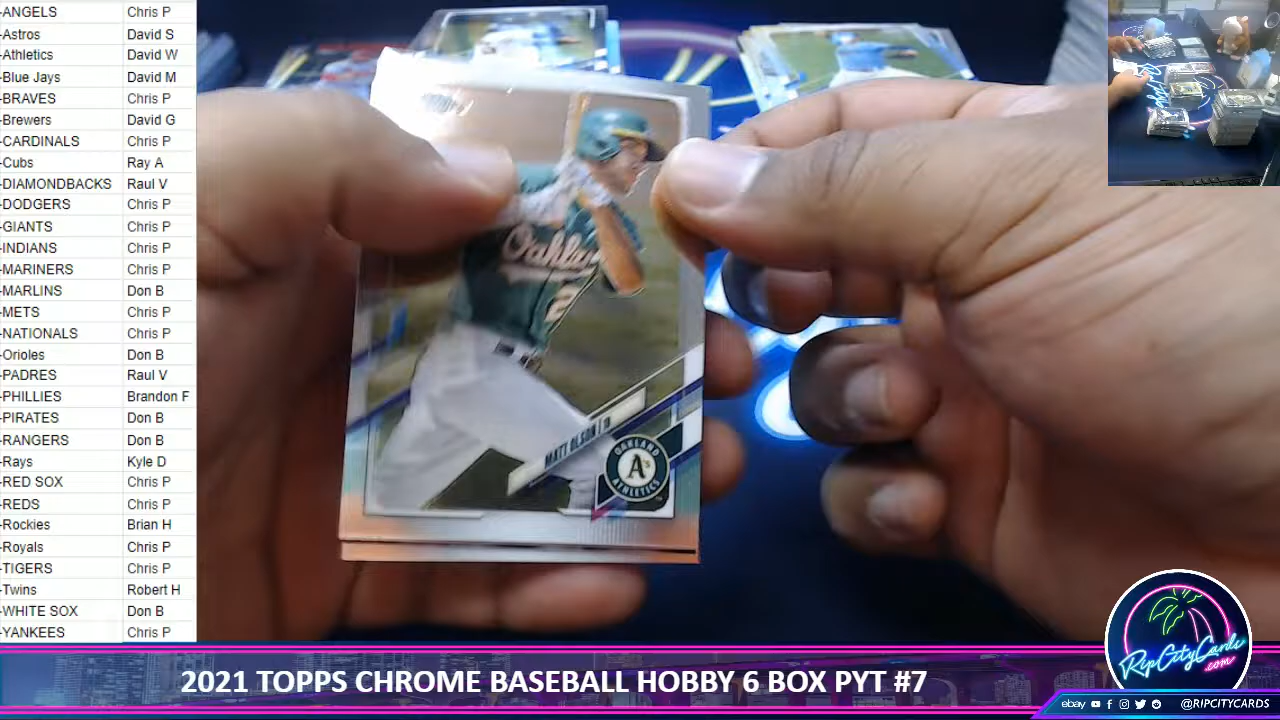 -ANGELS Chris P
-Astros David S
-Athletics David W
-Blue Jays David M
-BRAVES Chris P
-Brewers David G
-CARDINALS Chris P
-Cubs Ray A
-DIAMONDBACKS Raul V
-DODGERS Chris P
-GIANTS Chris P
-INDIANS Chris P
-MARINERS Chris P
-MARLINS Don B
-METS Chris P
-NATIONALS Chris P
-Orioles Don B
-PADRES Raul V
-PHILLIES Brandon F
-PIRATES Don B
-RANGERS Don B
-Rays Kyle D
-RED SOX Chris P
-REDS Chris P
-Rockies Brian H
-Royals Chris P
-TIGERS Chris P
-Twins Robert H
-WHITE SOX Don B
-YANKEES Chris P
MATT OLSON
OAKLAND
A's
ATHLETICS
RipCityCards
.com
2021 TOPPS CHROME BASEBALL HOBBY 6 BOX PYT #7
ebay @RIPCITYCARDS